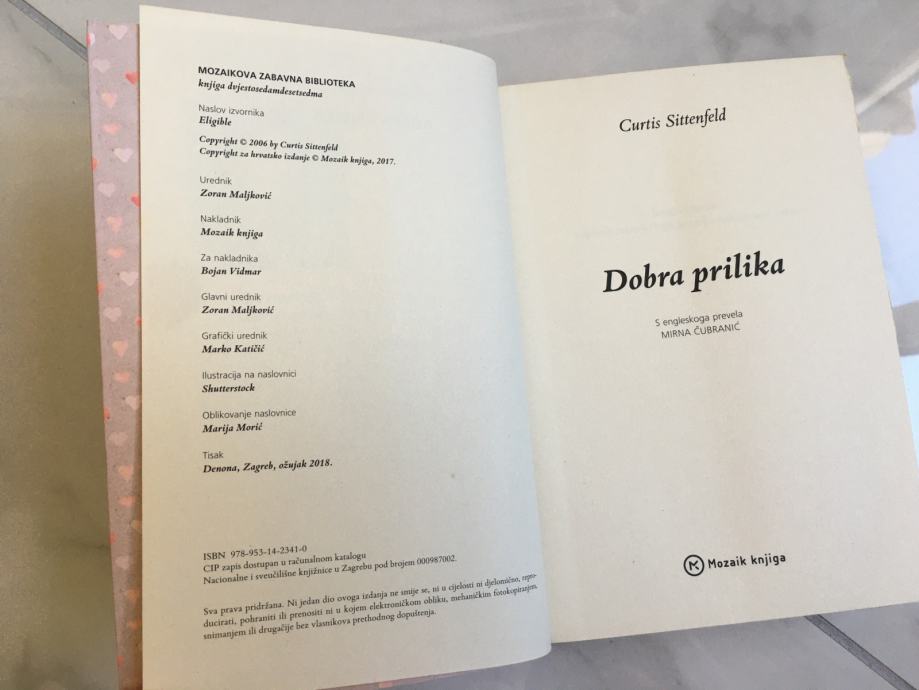 MOZAIKOVA ZABAVNA BIBLIOTEKA
knjiga dvjestosedamdesetsedma
Naslov izvornika
Eligible
Copyright © 2006 by Curtis Sittenfeld
Copyright za hrvatsko izdanje © Mozaik knjiga, 2017.
Urednik
Zoran Maljković
Nakladnik
Mozaik knjiga
Za nakladnika
Bojan Vidmar
Glavni urednik
Zoran Maljković
Grafički urednik
Marko Katičić
Ilustracija na naslovnici
Shutterstock
Oblikovanje naslovnice
Marija Morić
Tisak
Denona, Zagreb, ožujak 2018.
ISBN 978-953-14-2341-0
CIP zapis dostupan u računalnom katalogu
Nacionalne i sveučilišne knjižnice u Zagrebu pod brojem 000987002.
Sva prava pridržana. Ni jedan dio ovoga izdanja ne smije se, ni u cijelosti ni djelomično, repro-
ducirati, pohraniti ili prenositi ni u kojem elektroničkom obliku, mehaničkim fotokopiranjem,
snimanjem ili drugačije bez vlasnikova prethodnog dopuštenja.
Curtis Sittenfeld
Dobra prilika
S engleskoga prevela
MIRNA ČUBRANIĆ
Mozaik knjiga